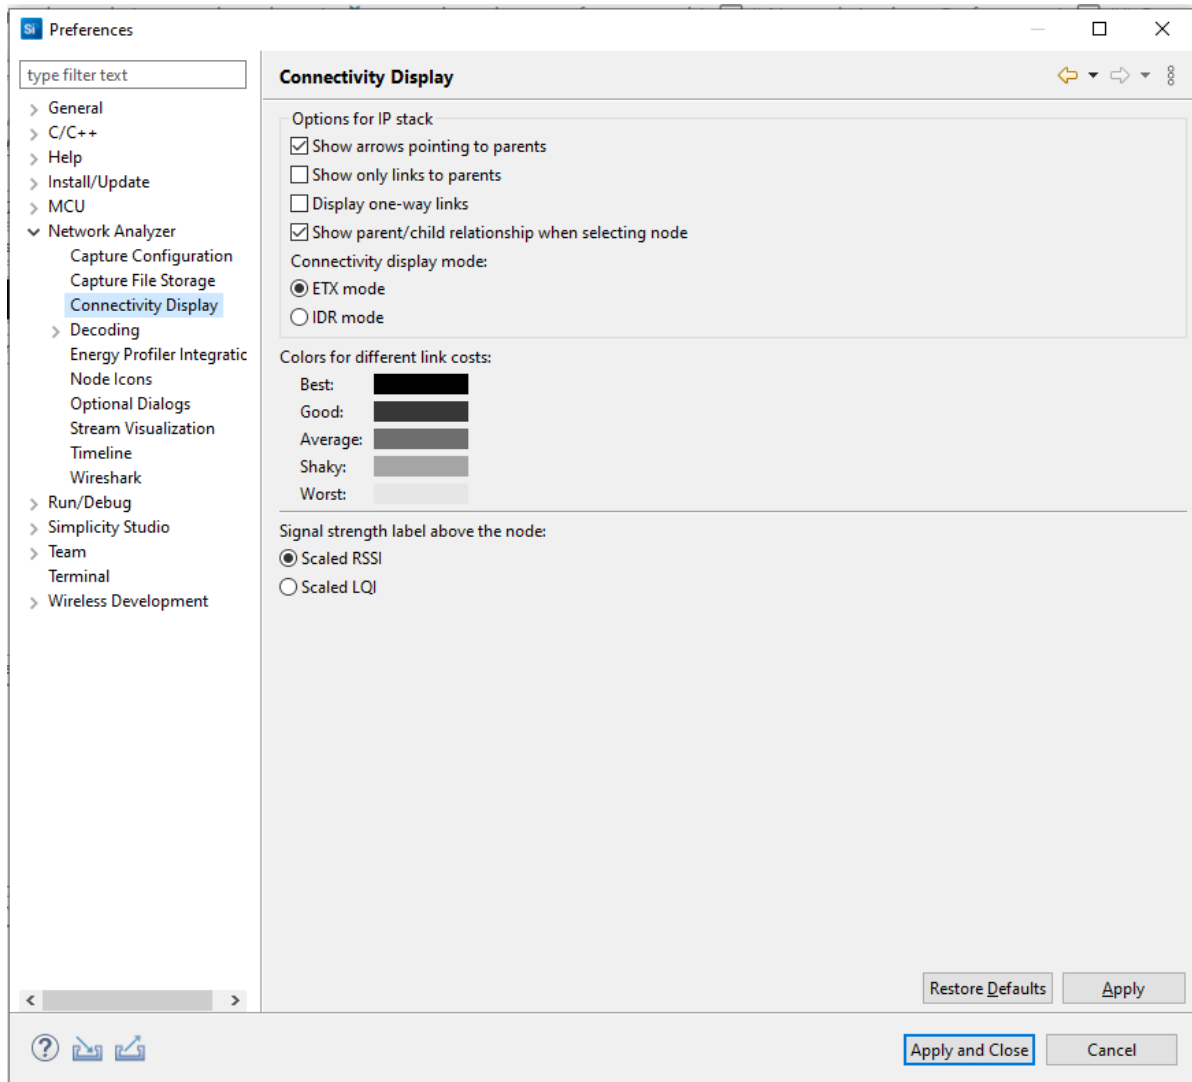 Si
Preferences
type filter text
General
C/C++
Help
Install/Update
MCU
Network Analyzer
Capture Configuration
Capture File Storage
Connectivity Display
Decoding
Energy Profiler Integratic
Node Icons
Optional Dialogs
Stream Visualization
Timeline
Wireshark
Run/Debug
Simplicity Studio
Team
Terminal
Wireless Development
Connectivity Display
Options for IP stack
Show arrows pointing to parents
Show only links to parents
Display one-way links
Show parent/child relationship when selecting node
Connectivity display mode:
ETX mode
IDR mode
Colors for different link costs:
Best:
Good:
Average:
Shaky:
Worst:
Signal strength label above the node:
Scaled RSSI
Scaled LQI
Restore Defaults
Apply
Apply and Close
Cancel